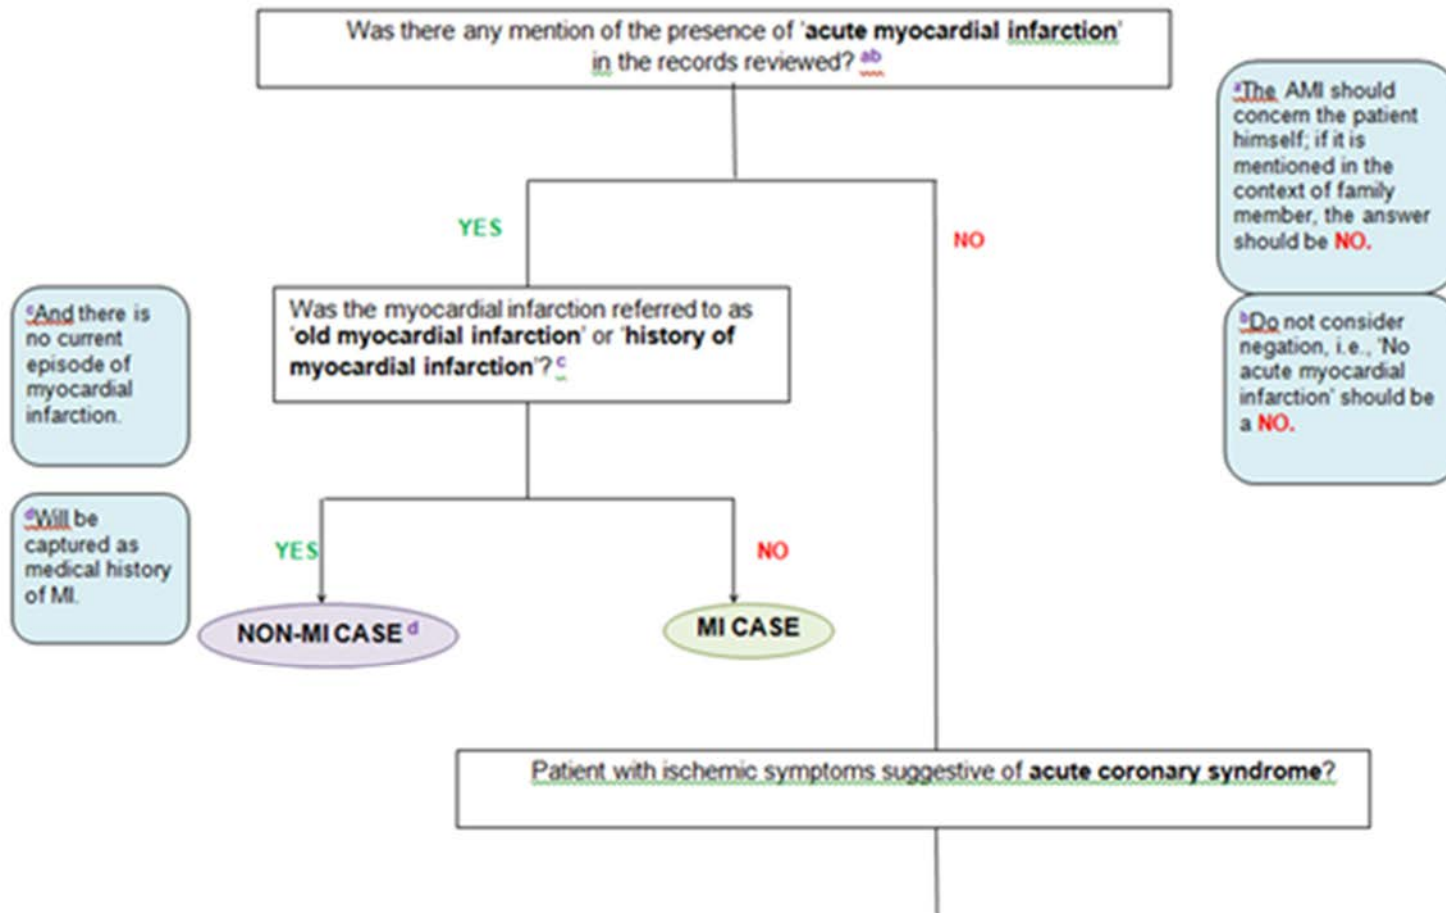 Was there any mention of the presence of 'acute myocardial infarction'
in the records reviewed? ab
aThe AMI should
concern the patient
himself; if it is
mentioned in the
context of family
member, the answer
should be NO.
YES
NO
cAnd there is
no current
episode of
myocardial
infarction.
Was the myocardial infarction referred to as
'old myocardial infarction' or 'history of
myocardial infarction'? c
bDo not consider
negation, i.e., 'No
acute myocardial
infarction' should be
a NO.
dWill be
captured as
medical history
of MI.
YES
NO
NON-MI CASE d
MI CASE
Patient with ischemic symptoms suggestive of acute coronary syndrome?